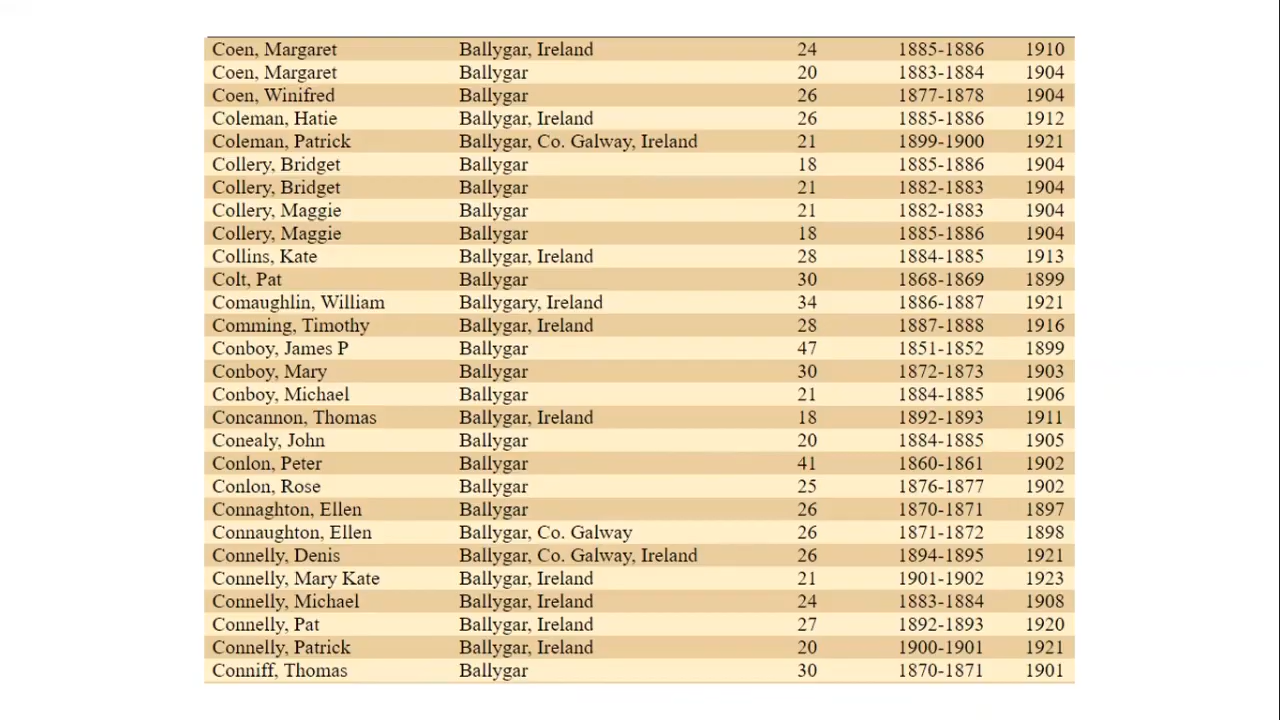 Coen, Margaret Ballygar, Ireland 24 1885-1886 1910
Coen, Margaret Ballygar 20 1883-1884 1904
Coen, Winifred Ballygar 26 1877-1878 1904
Coleman, Hatie Ballygar, Ireland 26 1885-1886 1912
Coleman, Patrick Ballygar, Co. Galway, Ireland 21 1899-1900 1921
Collery, Bridget Ballygar 18 1885-1886 1904
Collery, Bridget Ballygar 21 1882-1883 1904
Collery, Maggie Ballygar 21 1882-1883 1904
Collery, Maggie Ballygar 18 1885-1886 1904
Collins, Kate Ballygar, Ireland 28 1884-1885 1913
Colt, Pat Ballygar 30 1868-1869 1899
Comaughlin, William Ballygary, Ireland 34 1886-1887 1921
Comming, Timothy Ballygar, Ireland 28 1887-1888 1916
Conboy, James P Ballygar 47 1851-1852 1899
Conboy, Mary Ballygar 30 1872-1873 1903
Conboy, Michael Ballygar 21 1884-1885 1906
Concannon, Thomas Ballygar, Ireland 18 1892-1893 1911
Conealy, John Ballygar 20 1884-1885 1905
Conlon, Peter Ballygar 41 1860-1861 1902
Conlon, Rose Ballygar 25 1876-1877 1902
Connaghton, Ellen Ballygar 26 1870-1871 1897
Connaughton, Ellen Ballygar, Co. Galway 26 1871-1872 1898
Connelly, Denis Ballygar, Co. Galway, Ireland 26 1894-1895 1921
Connelly, Mary Kate Ballygar, Ireland 21 1901-1902 1923
Connelly, Michael Ballygar, Ireland 24 1883-1884 1908
Connelly, Pat Ballygar, Ireland 27 1892-1893 1920
Connelly, Patrick Ballygar, Ireland 20 1900-1901 1921
Conniff, Thomas Ballygar 30 1870-1871 1901